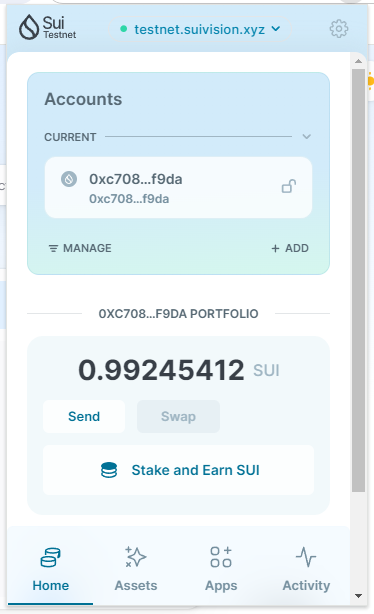 Sui
Testnet
testnet.suivision.xyz
Accounts
CURRENT
0xc708...f9da
0xc708...f9da
MANAGE
+ ADD
0XC708...F9DA PORTFOLIO
0.99245412 SUI
Send
Swap
Stake and Earn SUI
Home
Assets
Apps
Activity